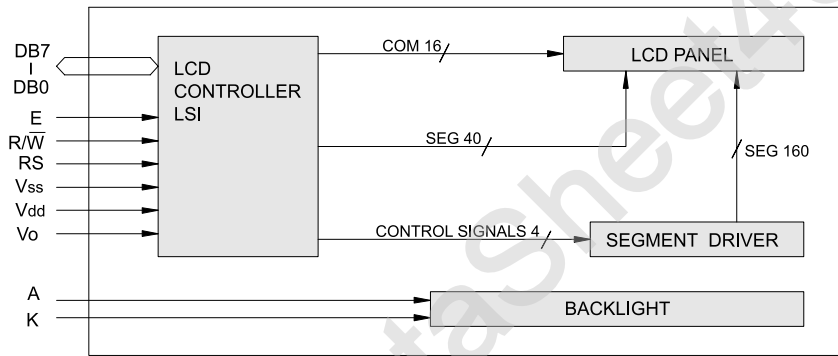 DB7
DB0
E
R/W̅
RS
Vss
Vdd
Vo
A
K
LCD
CONTROLLER
LSI
COM 16
SEG 40
CONTROL SIGNALS 4
LCD PANEL
SEG 160
SEGMENT DRIVER
BACKLIGHT
taSheet4